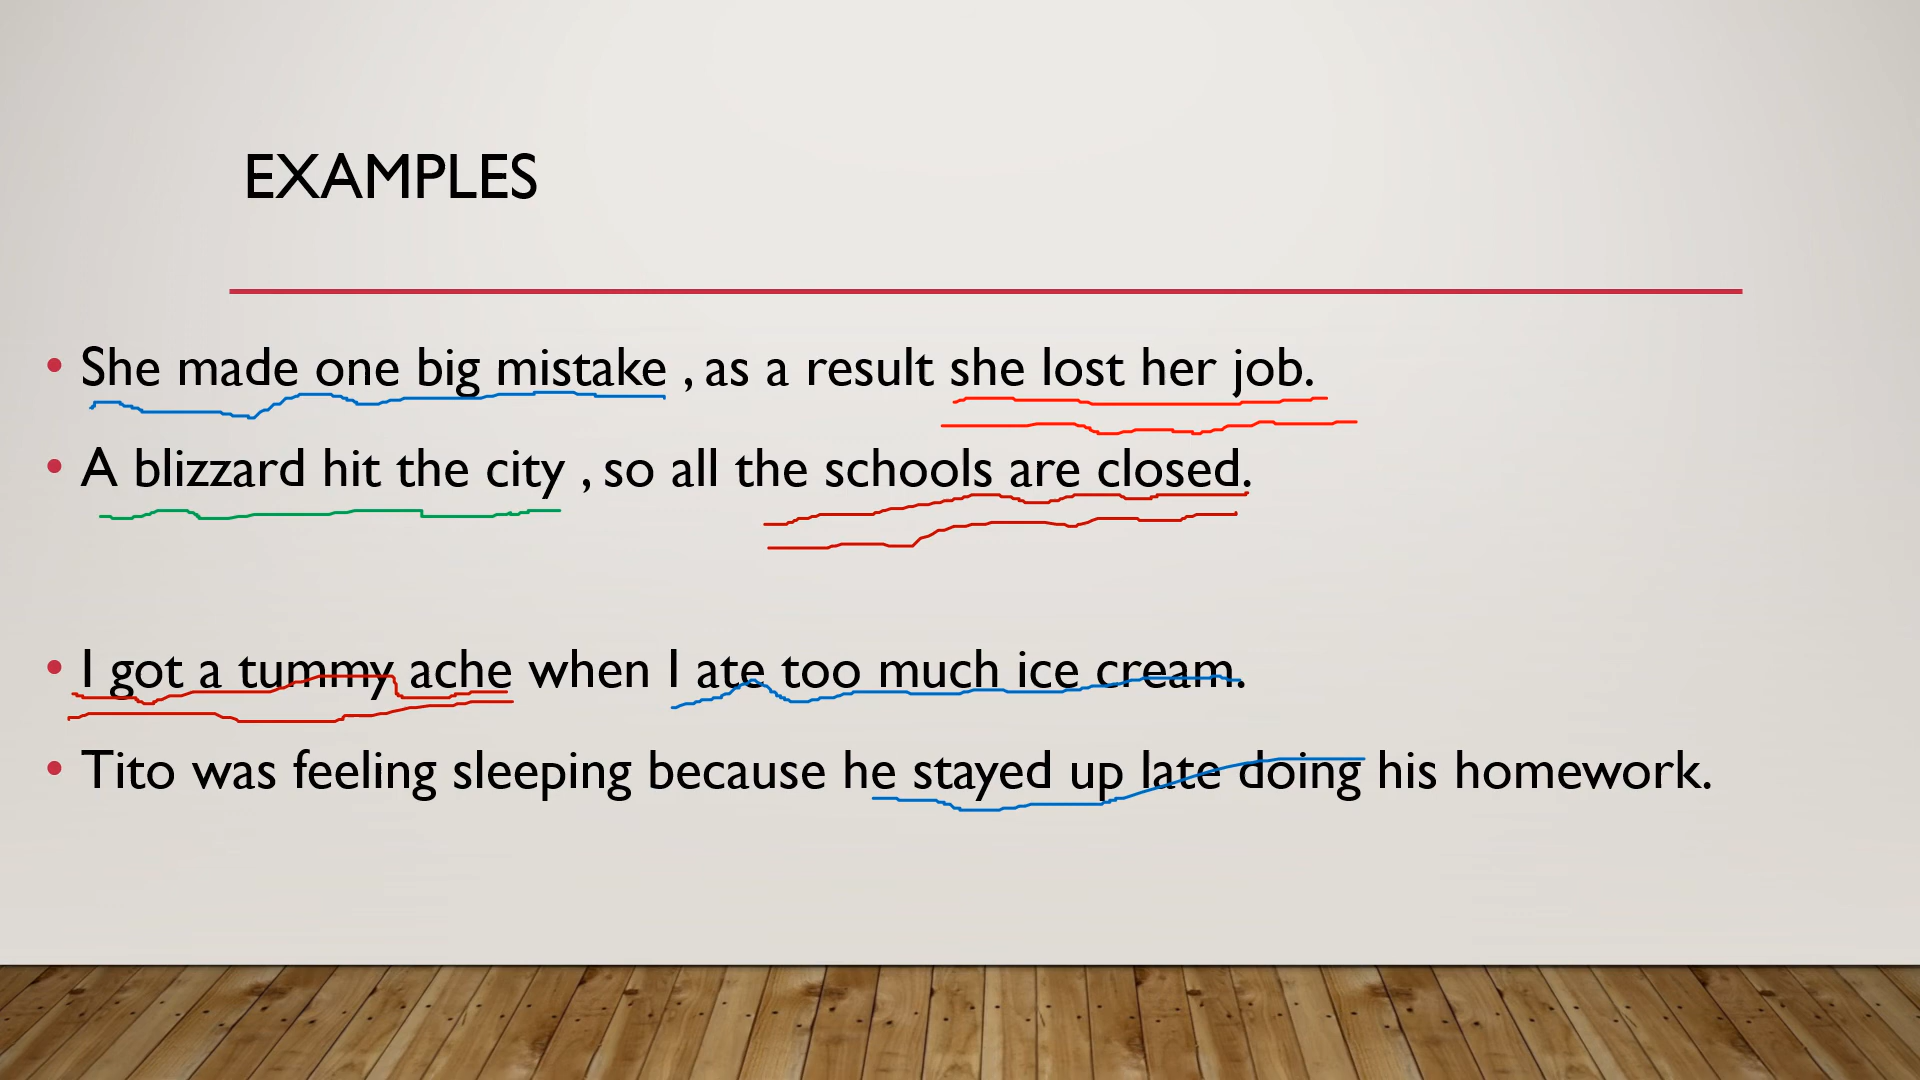 EXAMPLES
• She made one big mistake , as a result she lost her job.
• A blizzard hit the city , so all the schools are closed.
• I got a tummy ache when I ate too much ice cream.
• Tito was feeling sleeping because he stayed up late doing his homework.